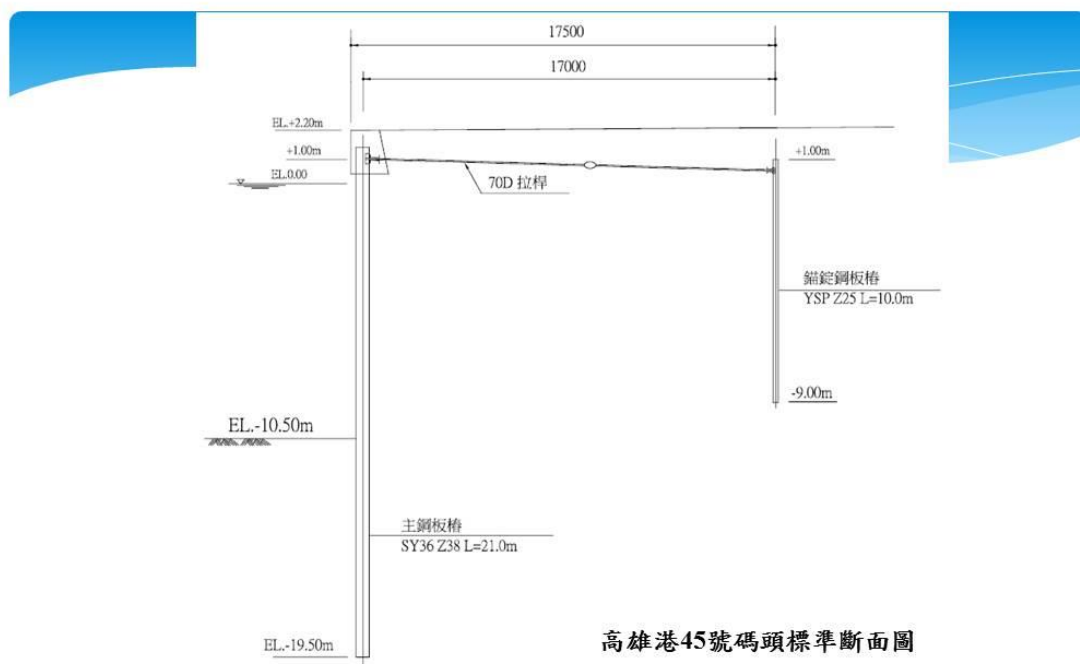 17500
17000
EL.+2.20m
+1.00m
+1.00m
EL.0.00
70D 拉桿
錨錠鋼板樁
YSP Z25 L=10.0m
-9.00m
EL.-10.50m
主鋼板樁
SY36 Z38 L=21.0m
EL.-19.50m
高雄港45號碼頭標準斷面圖